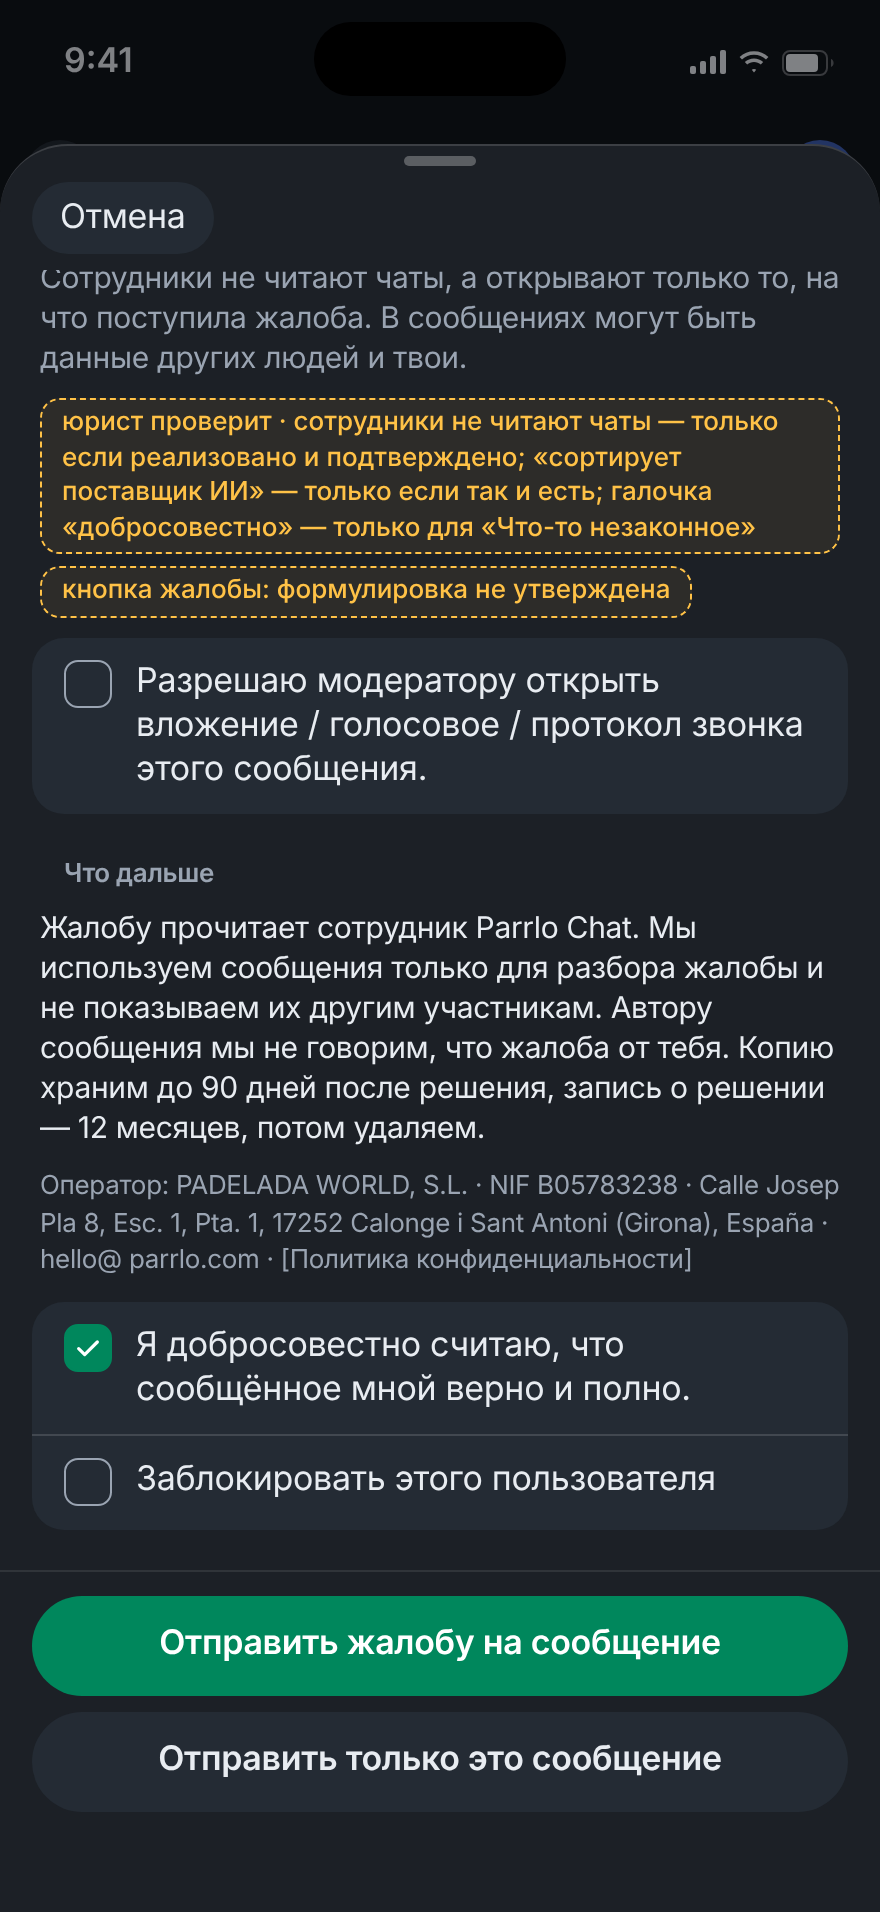 9:41
Отмена
Сотрудники не читают чаты, а открывают только то, на
что поступила жалоба. В сообщениях могут быть
данные других людей и твои.
юрист проверит · сотрудники не читают чаты — только
если реализовано и подтверждено; «сортирует
поставщик ИИ» — только если так и есть; галочка
«добросовестно» — только для «Что-то незаконное»
кнопка жалобы: формулировка не утверждена
Разрешаю модератору открыть
вложение / голосовое / протокол звонка
этого сообщения.
Что дальше
Жалобу прочитает сотрудник Parrlo Chat. Мы
используем сообщения только для разбора жалобы и
не показываем их другим участникам. Автору
сообщения мы не говорим, что жалоба от тебя. Копию
храним до 90 дней после решения, запись о решении
— 12 месяцев, потом удаляем.
Оператор: PADELADA WORLD, S.L. · NIF B05783238 · Calle Josep
Pla 8, Esc. 1, Pta. 1, 17252 Calonge i Sant Antoni (Girona), España ·
hello@ parrlo.com · [Политика конфиденциальности]
Я добросовестно считаю, что
сообщённое мной верно и полно.
Заблокировать этого пользователя
Отправить жалобу на сообщение
Отправить только это сообщение